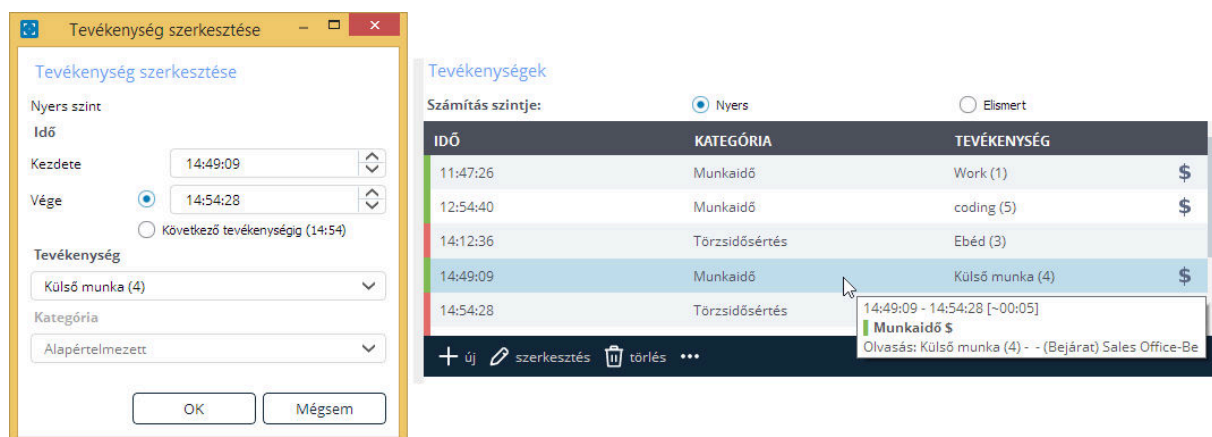 Tevékenység szerkesztése
Tevékenység szerkesztése
Nyers szint
Idő
Kezdete 14:49:09
Vége 14:54:28
Következő tevékenységig (14:54)
Tevékenység
Külső munka (4)
Kategória
Alapértelmezett
OK Mégsem
Tevékenységek
Számítás szintje: Nyers Elismert
IDŐ KATEGÓRIA TEVÉKENYSÉG
11:47:26 Munkaidő Work (1) $
12:54:40 Munkaidő coding (5) $
14:12:36 Törzsidősértés Ebéd (3)
14:49:09 Munkaidő Külső munka (4) $
14:54:28 Törzsidősértés
14:49:09 - 14:54:28 [~00:05]
Munkaidő $
Olvasás: Külső munka (4) - - (Bejárat) Sales Office-Be
új szerkesztés törlés •••